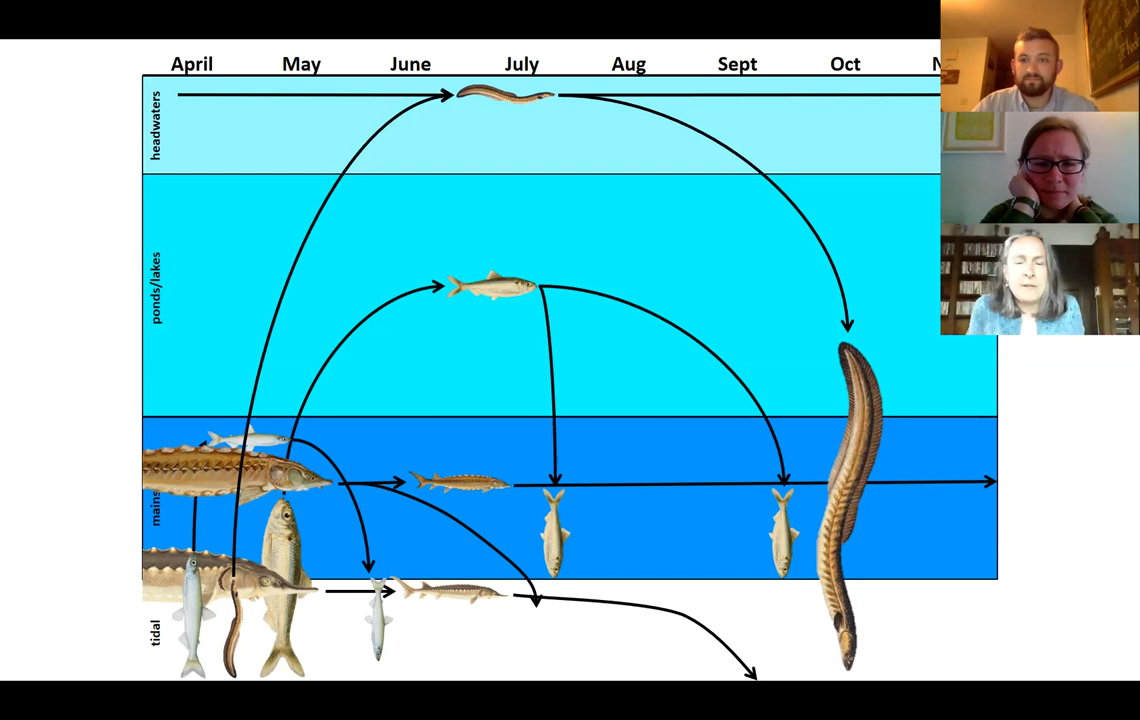 April May June July Aug Sept Oct N
headwaters
ponds/lakes
mains
tidal